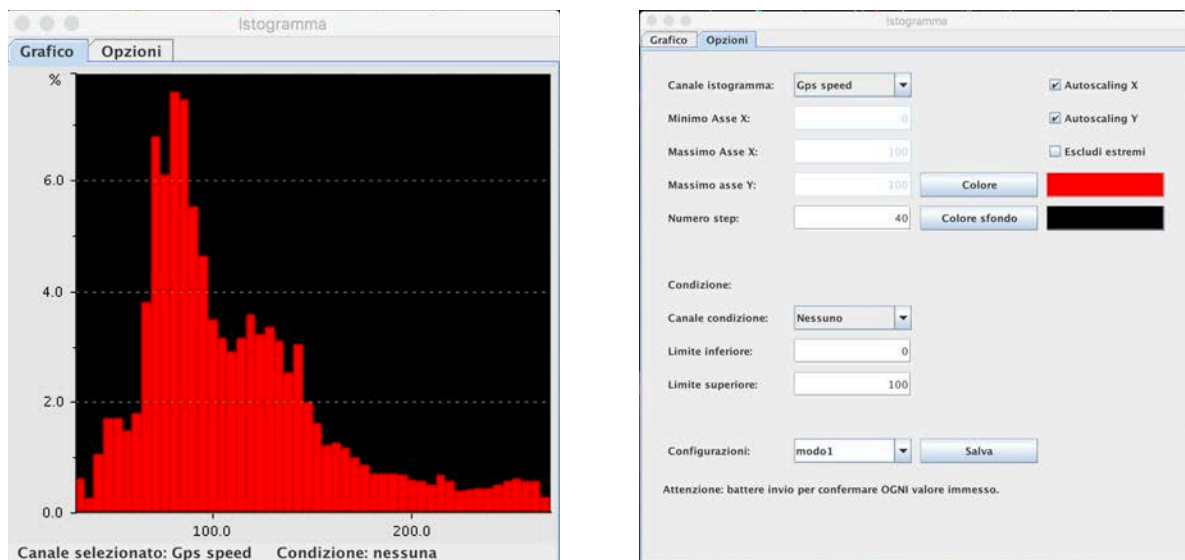 Istogramma
Grafico Opzioni
%
6.0
4.0
2.0
0.0
100.0 200.0
Canale selezionato: Gps speed Condizione: nessuna
Istogramma
Grafico Opzioni
Canale istogramma: Gps speed Autoscaling X
Minimo Asse X: 0 Autoscaling Y
Massimo Asse X: 100 Escludi estremi
Massimo asse Y: 100 Colore
Numero step: 40 Colore sfondo
Condizione:
Canale condizione: Nessuno
Limite inferiore: 0
Limite superiore: 100
Configurazioni: modo1 Salva
Attenzione: battere invio per confermare OGNI valore immesso.